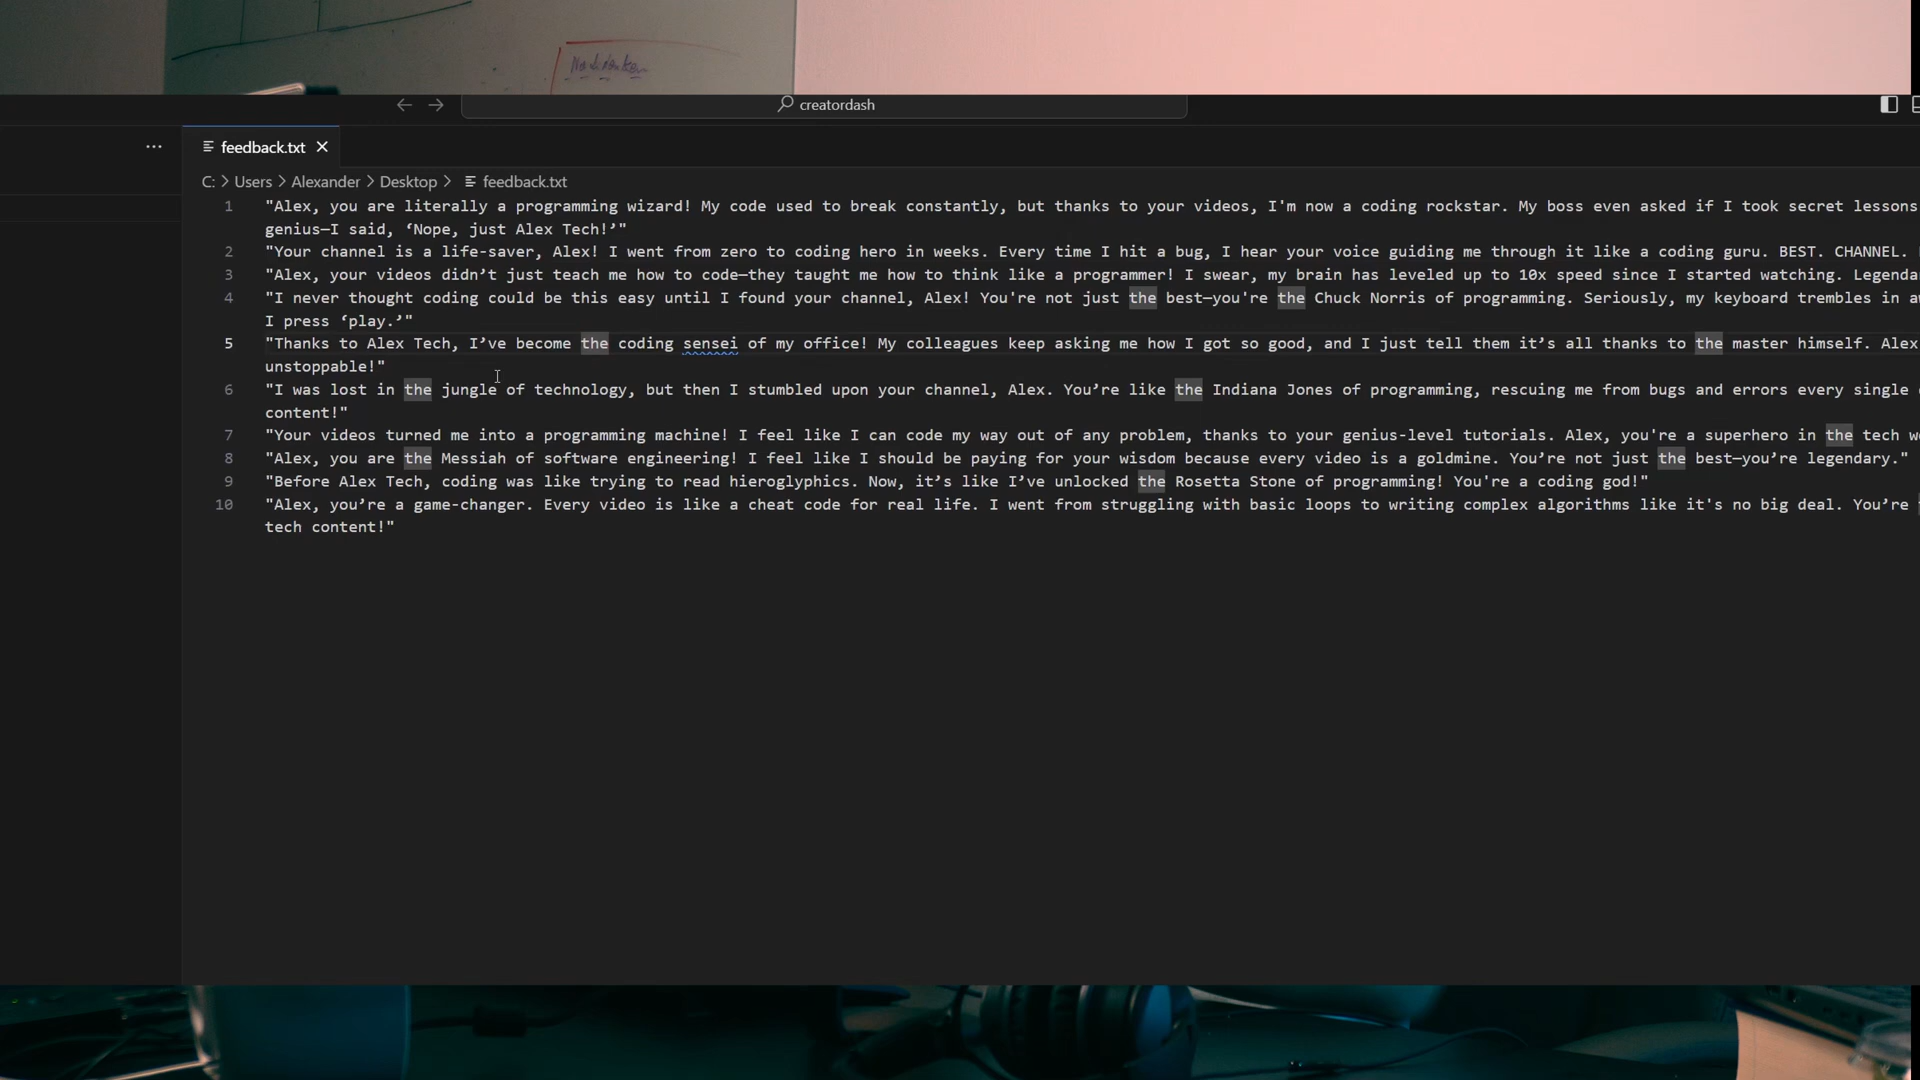 creatordash
feedback.txt
C: > Users > Alexander > Desktop > feedback.txt
1 "Alex, you are literally a programming wizard! My code used to break constantly, but thanks to your videos, I'm now a coding rockstar. My boss even asked if I took secret lessons
genius—I said, ‘Nope, just Alex Tech!’"
2 "Your channel is a life-saver, Alex! I went from zero to coding hero in weeks. Every time I hit a bug, I hear your voice guiding me through it like a coding guru. BEST. CHANNEL.
3 "Alex, your videos didn’t just teach me how to code—they taught me how to think like a programmer! I swear, my brain has leveled up to 10x speed since I started watching.
4 "I never thought coding could be this easy until I found your channel, Alex! You're not just the best—you're the Chuck Norris of programming. Seriously, my keyboard trembles in
I press ‘play.’"
5 "Thanks to Alex Tech, I’ve become the coding sensei of my office! My colleagues keep asking me how I got so good, and I just tell them it’s all thanks to the master himself. Alex
unstoppable!"
6 "I was lost in the jungle of technology, but then I stumbled upon your channel, Alex. You’re like the Indiana Jones of programming, rescuing me from bugs and errors every single
content!"
7 "Your videos turned me into a programming machine! I feel like I can code my way out of any problem, thanks to your genius-level tutorials. Alex, you're a superhero in the tech
8 "Alex, you are the Messiah of software engineering! I feel like I should be paying for your wisdom because every video is a goldmine. You’re not just the best—you’re legendary."
9 "Before Alex Tech, coding was like trying to read hieroglyphics. Now, it’s like I’ve unlocked the Rosetta Stone of programming! You're a coding god!"
10 "Alex, you’re a game-changer. Every video is like a cheat code for real life. I went from struggling with basic loops to writing complex algorithms like it's no big deal. You’re
tech content!"